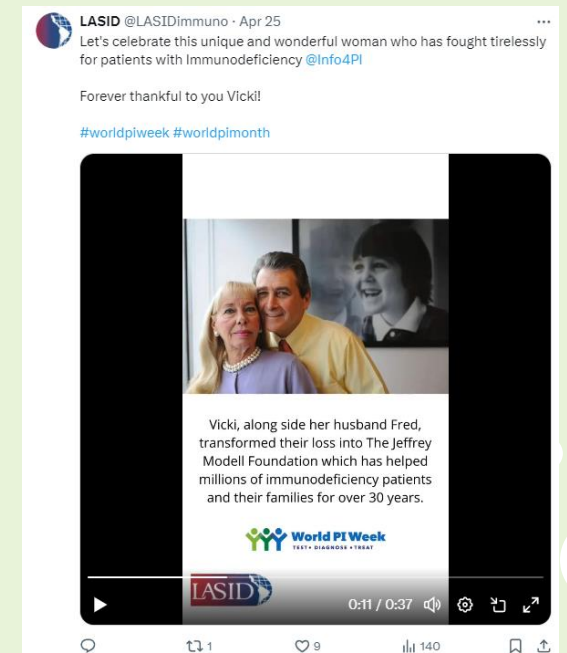 LASID @LASIDimmuno · Apr 25
Let's celebrate this unique and wonderful woman who has fought tirelessly
for patients with Immunodeficiency @Info4PI
Forever thankful to you Vicki!
#worldpiweek #worldpimonth
Vicki, along side her husband Fred,
transformed their loss into The Jeffrey
Modell Foundation which has helped
millions of immunodeficiency patients
and their families for over 30 years.
World PI Week
TEST • DIAGNOSE • TREAT
LASID
0:11 / 0:37
1
9
140